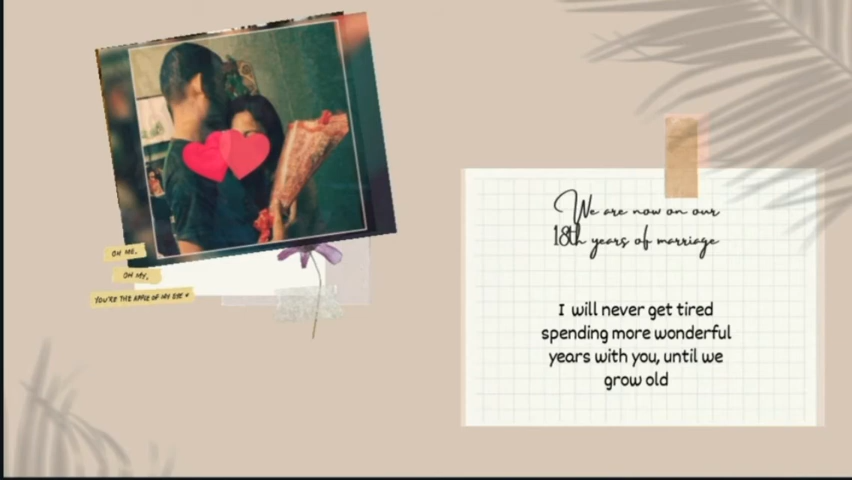 OH ME,
OH MY,
YOU'RE THE APPLE OF MY EYE
We are now on our
18th years of marriage
I will never get tired
spending more wonderful
years with you, until we
grow old